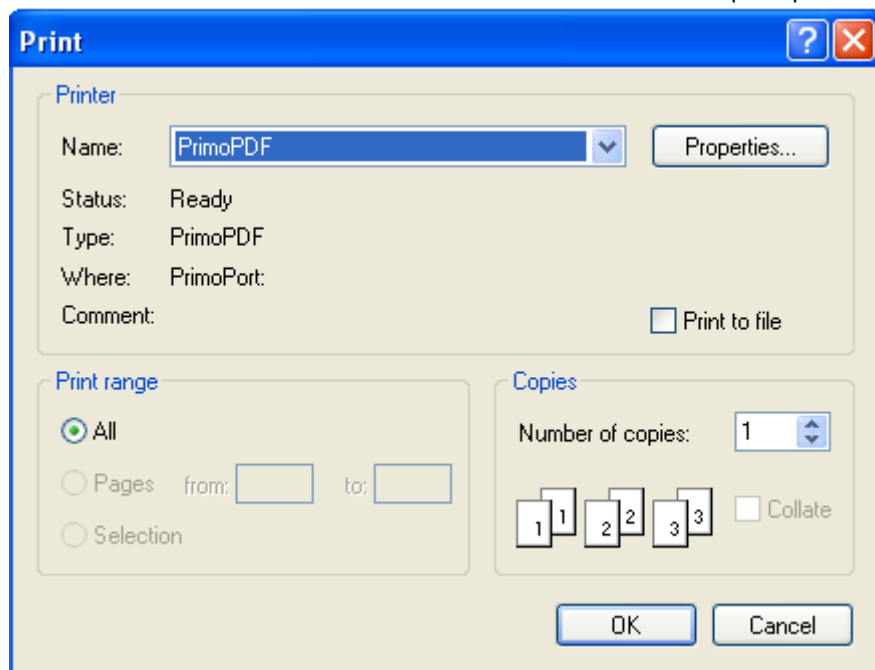 Print
Printer
Name: PrimoPDF Properties...
Status: Ready
Type: PrimoPDF
Where: PrimoPort:
Comment: Print to file
Print range
All
Pages from: to:
Selection
Copies
Number of copies: 1
1 1 2 2 3 3 Collate
OK Cancel